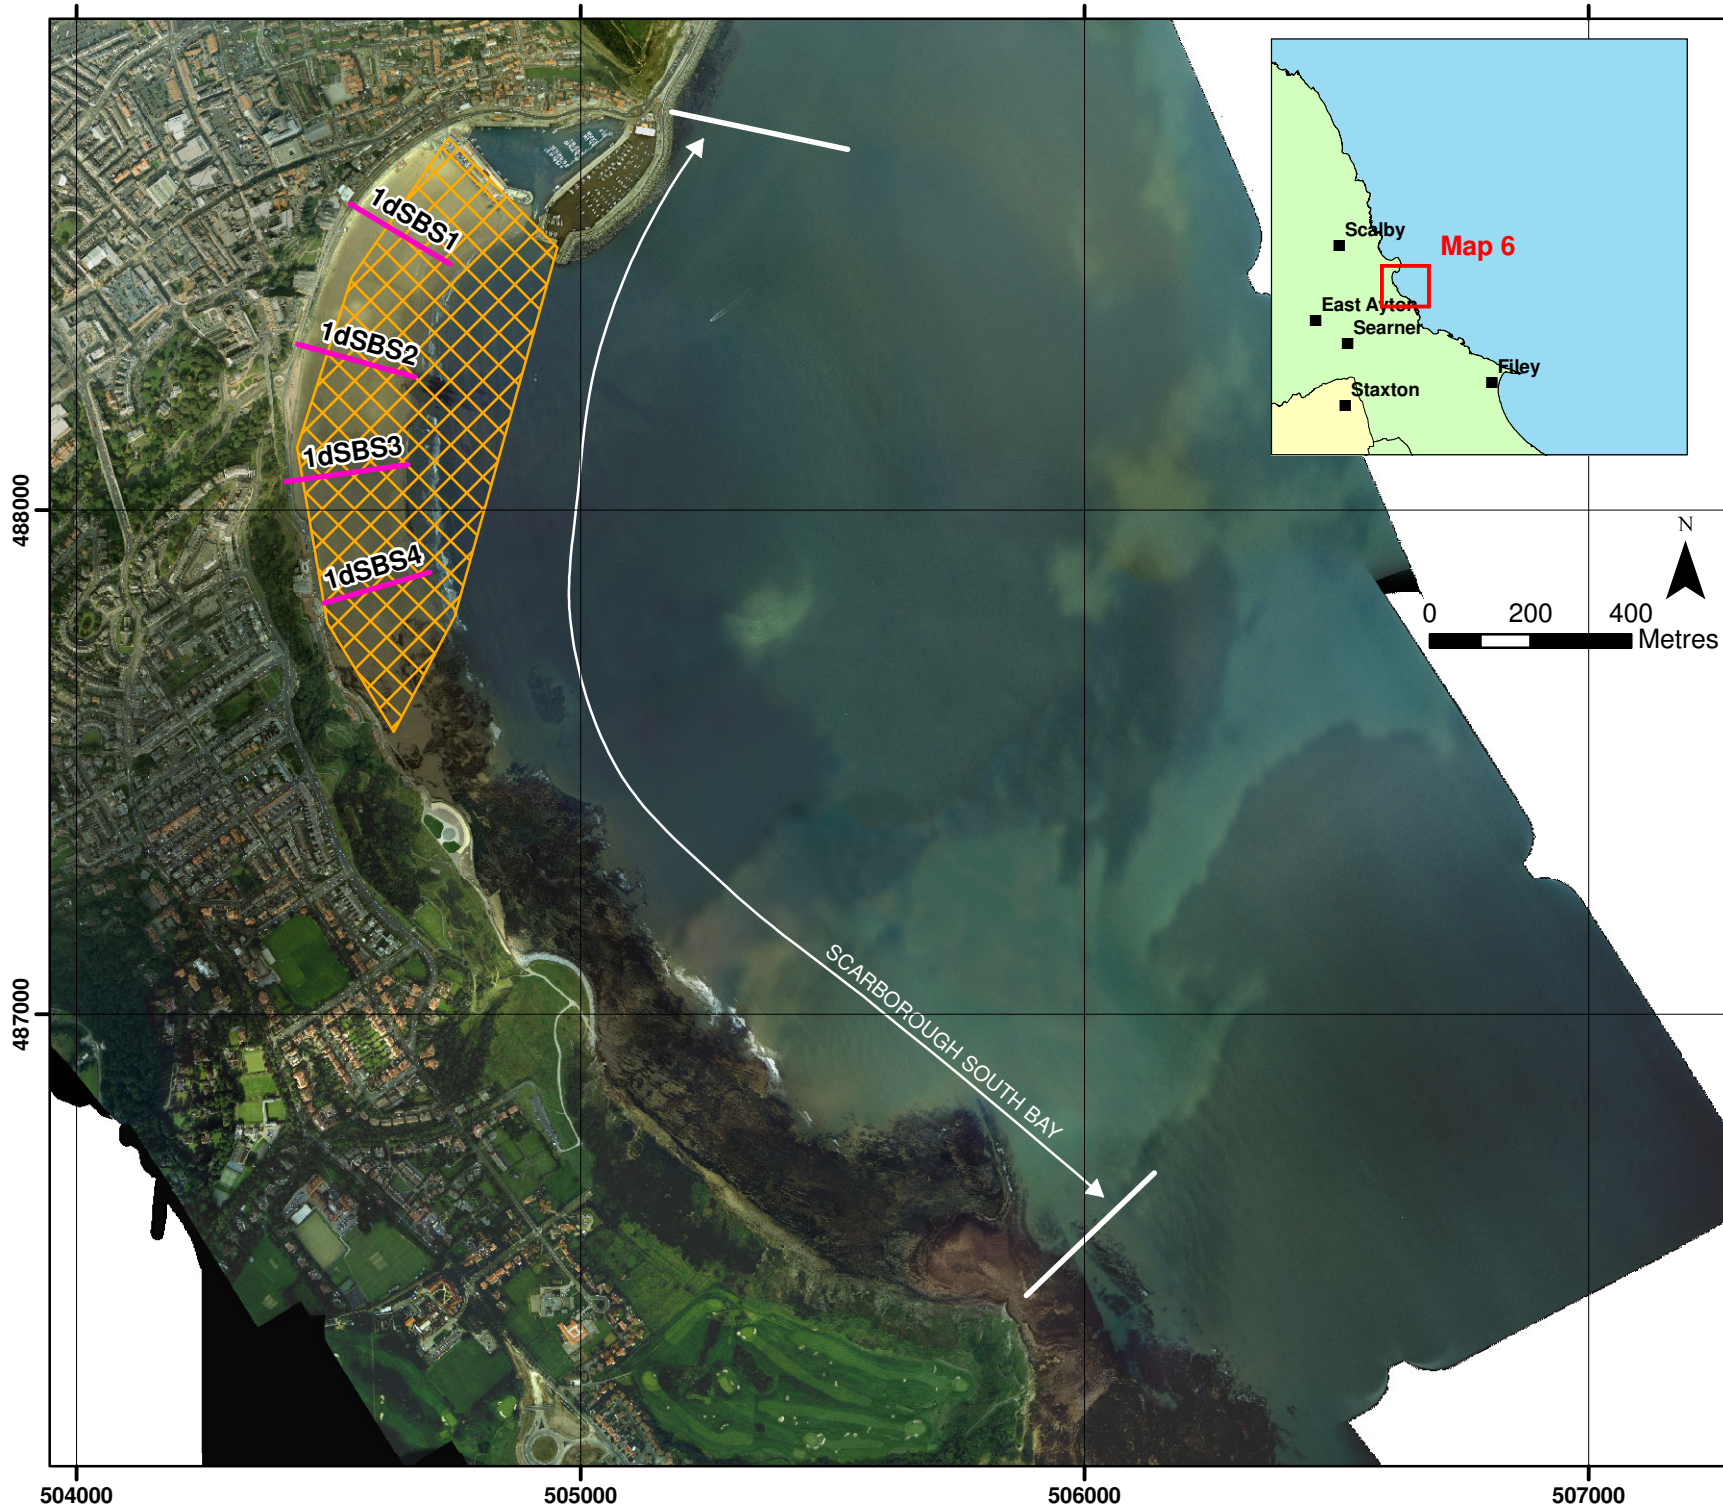 Scalby
Map 6
East Ayton
Searner
Filey
Staxton
1dSBS1
1dSBS2
1dSBS3
1dSBS4
488000
487000
N
0 200 400
Metres
SCARBOROUGH SOUTH BAY
504000 505000 506000 507000